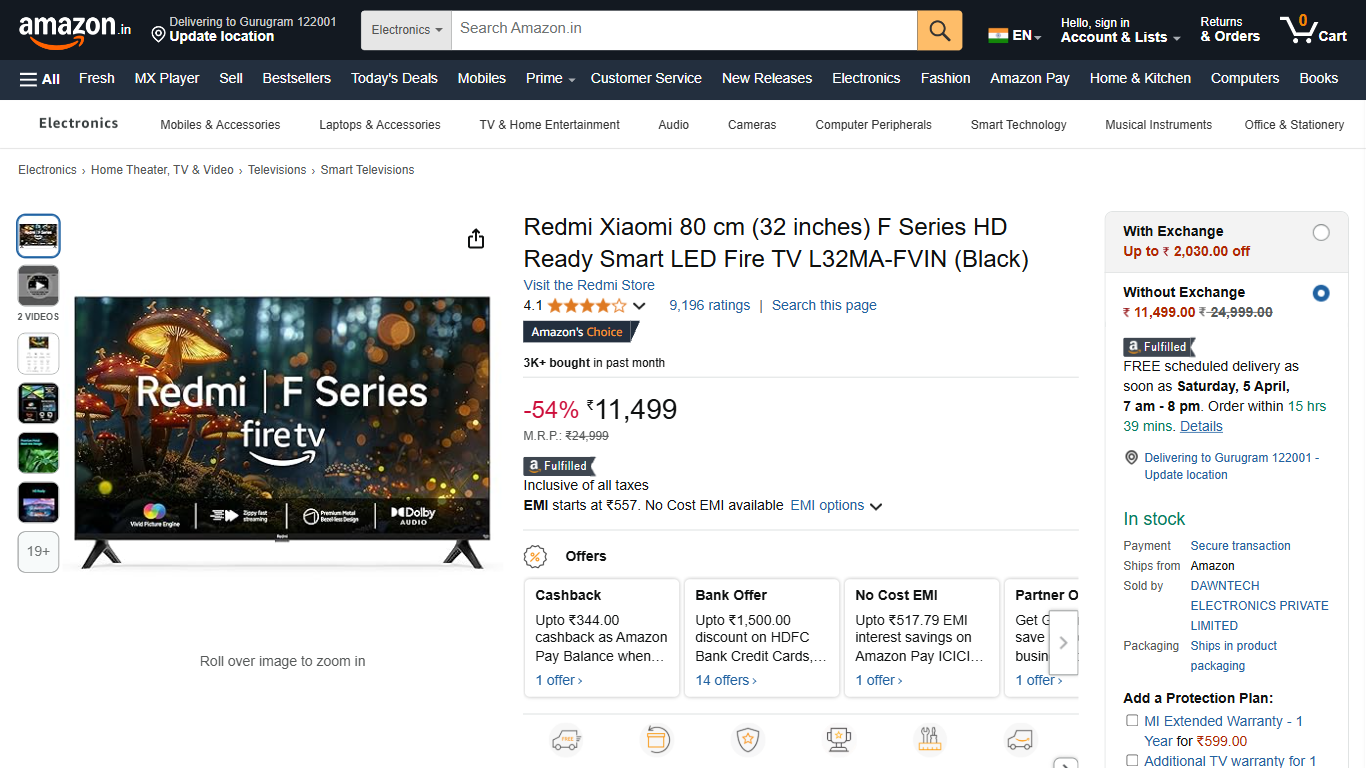 amazon.in
Delivering to Gurugram 122001
Update location
Electronics
Search Amazon.in
EN
Hello, sign in
Account & Lists
Returns
& Orders
0
Cart
All
Fresh
MX Player
Sell
Bestsellers
Today's Deals
Mobiles
Prime
Customer Service
New Releases
Electronics
Fashion
Amazon Pay
Home & Kitchen
Computers
Books
Electronics
Mobiles & Accessories
Laptops & Accessories
TV & Home Entertainment
Audio
Cameras
Computer Peripherals
Smart Technology
Musical Instruments
Office & Stationery
Electronics › Home Theater, TV & Video › Televisions › Smart Televisions
2 VIDEOS
19+
Redmi | F Series
fire tv
Vivid Picture Engine
Zippy fast
streaming
Premium Metal
Bezel-less Design
Dolby
AUDIO
Redmi
Roll over image to zoom in
Redmi Xiaomi 80 cm (32 inches) F Series HD
Ready Smart LED Fire TV L32MA-FVIN (Black)
Visit the Redmi Store
4.1
9,196 ratings | Search this page
Amazon's Choice
3K+ bought in past month
-54% ₹11,499
M.R.P.: ₹24,999
a Fulfilled
Inclusive of all taxes
EMI starts at ₹557. No Cost EMI available EMI options
Offers
Cashback
Upto ₹344.00
cashback as Amazon
Pay Balance when…
1 offer ›
Bank Offer
Upto ₹1,500.00
discount on HDFC
Bank Credit Cards,…
14 offers ›
No Cost EMI
Upto ₹517.79 EMI
interest savings on
Amazon Pay ICICI…
1 offer ›
Partner O
Get G
save
busin
1 offer ›
FREE
With Exchange
Up to ₹ 2,030.00 off
Without Exchange
₹ 11,499.00 ₹ 24,999.00
a Fulfilled
FREE scheduled delivery as
soon as Saturday, 5 April,
7 am - 8 pm. Order within 15 hrs
39 mins. Details
Delivering to Gurugram 122001 -
Update location
In stock
Payment
Secure transaction
Ships from
Amazon
Sold by
DAWNTECH
ELECTRONICS PRIVATE
LIMITED
Packaging
Ships in product
packaging
Add a Protection Plan:
MI Extended Warranty - 1
Year for ₹599.00
Additional TV warranty for 1